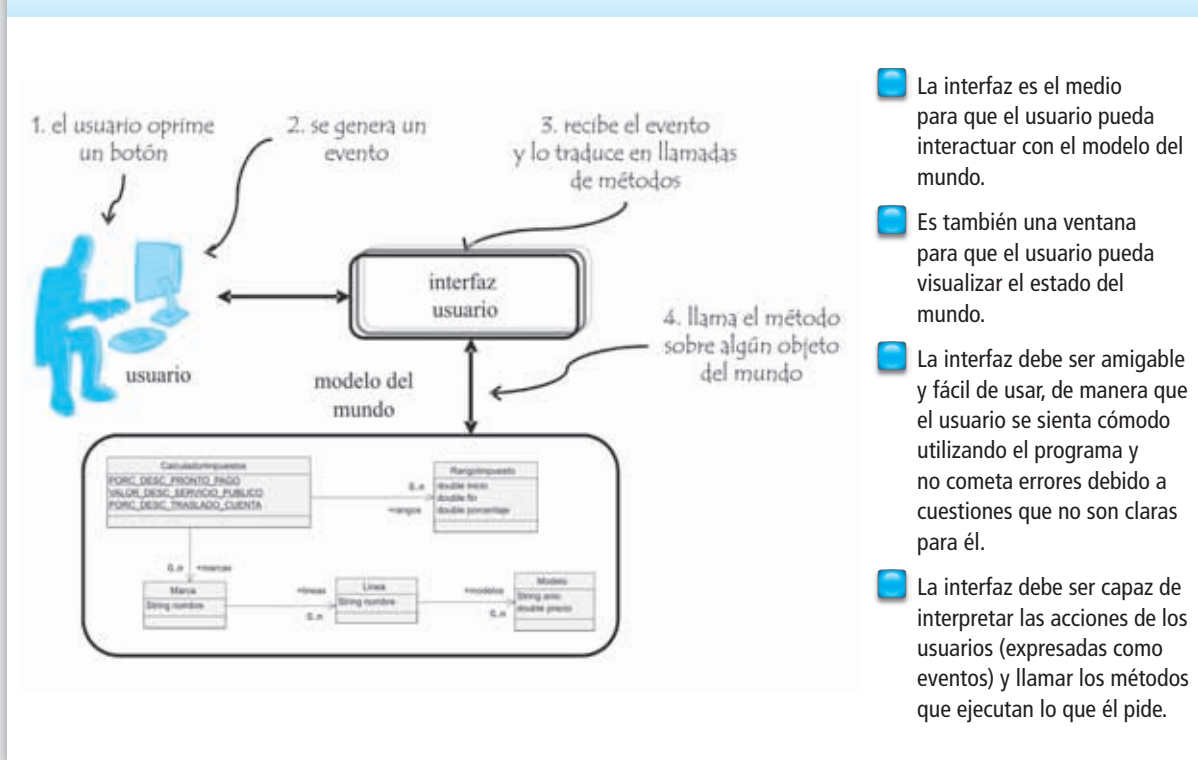 1. el usuario oprime
un botón
2. se genera un
evento
3. recibe el evento
y lo traduce en llamadas
de métodos
interfaz
usuario
4. llama el método
sobre algún objeto
del mundo
usuario
modelo del
mundo
CalculadorImpuestos
PORC_DESC_PRONTO_PAGO
VALOR_DESC_SERVICIO_PUBLICO
PORC_DESC_TRASLADO_CUENTA
0..n
+rangos
RangoImpuesto
double inicio
double fin
double porcentaje
0..n +marcas
Marca
String nombre
+lineas
0..n
Linea
String nombre
+modelos
0..n
Modelo
String anio
double precio
La interfaz es el medio
para que el usuario pueda
interactuar con el modelo del
mundo.
Es también una ventana
para que el usuario pueda
visualizar el estado del
mundo.
La interfaz debe ser amigable
y fácil de usar, de manera que
el usuario se sienta cómodo
utilizando el programa y
no cometa errores debido a
cuestiones que no son claras
para él.
La interfaz debe ser capaz de
interpretar las acciones de los
usuarios (expresadas como
eventos) y llamar los métodos
que ejecutan lo que él pide.